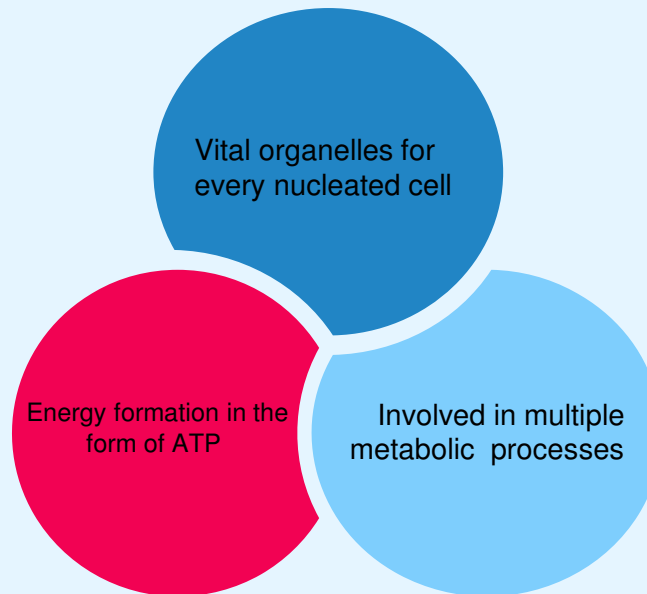 Vital organelles for
every nucleated cell
Energy formation in the
form of ATP
Involved in multiple
metabolic  processes